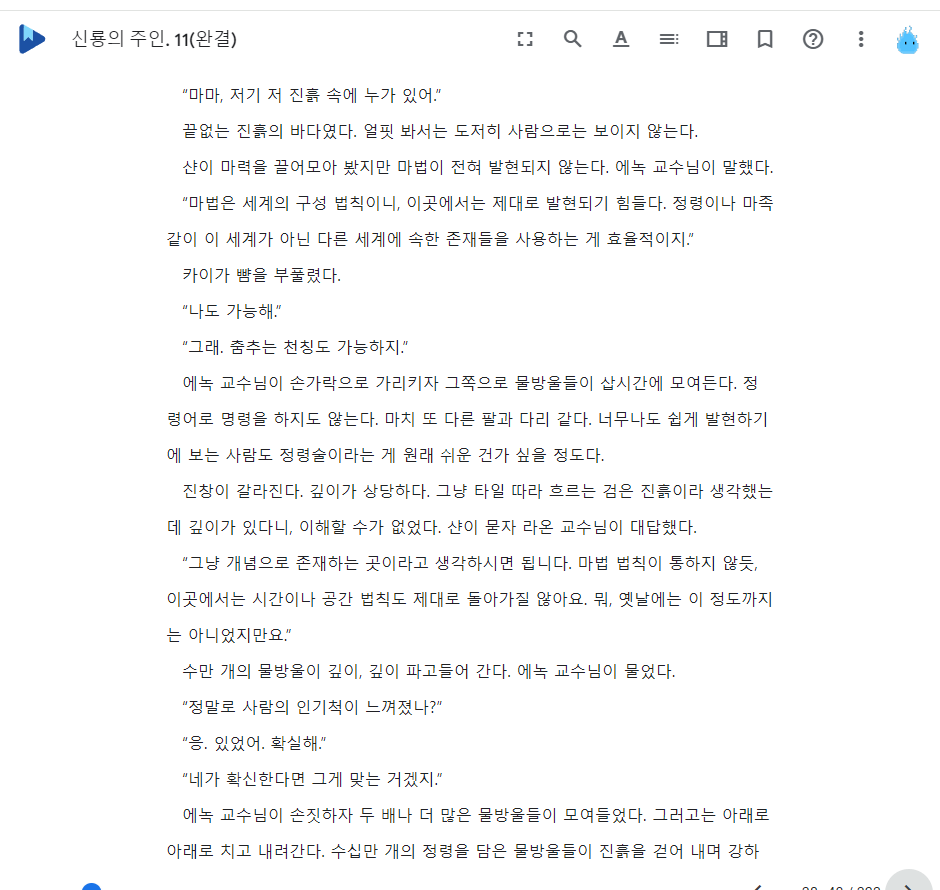 신룡의 주인. 11(완결)
“마마, 저기 저 진흙 속에 누가 있어.”
끝없는 진흙의 바다였다. 얼핏 봐서는 도저히 사람으로는 보이지 않는다.
샨이 마력을 끌어모아 봤지만 마법이 전혀 발현되지 않는다. 에녹 교수님이 말했다.
“마법은 세계의 구성 법칙이니, 이곳에서는 제대로 발현되기 힘들다. 정령이나 마족
같이 이 세계가 아닌 다른 세계에 속한 존재들을 사용하는 게 효율적이지.”
카이가 뺨을 부풀렸다.
“나도 가능해.”
“그래. 춤추는 천칭도 가능하지.”
에녹 교수님이 손가락으로 가리키자 그쪽으로 물방울들이 삽시간에 모여든다. 정
령어로 명령을 하지도 않는다. 마치 또 다른 팔과 다리 같다. 너무나도 쉽게 발현하기
에 보는 사람도 정령술이라는 게 원래 쉬운 건가 싶을 정도다.
진창이 갈라진다. 깊이가 상당하다. 그냥 타일 따라 흐르는 검은 진흙이라 생각했는
데 깊이가 있다니, 이해할 수가 없었다. 샨이 묻자 라온 교수님이 대답했다.
“그냥 개념으로 존재하는 곳이라고 생각하시면 됩니다. 마법 법칙이 통하지 않듯,
이곳에서는 시간이나 공간 법칙도 제대로 돌아가질 않아요. 뭐, 옛날에는 이 정도까지
는 아니었지만요.”
수만 개의 물방울이 깊이, 깊이 파고들어 간다. 에녹 교수님이 물었다.
“정말로 사람의 인기척이 느껴졌나?”
“응. 있었어. 확실해.”
“네가 확신한다면 그게 맞는 거겠지.”
에녹 교수님이 손짓하자 두 배나 더 많은 물방울들이 모여들었다. 그러고는 아래로
아래로 치고 내려간다. 수십만 개의 정령을 담은 물방울들이 진흙을 걷어 내며 강하